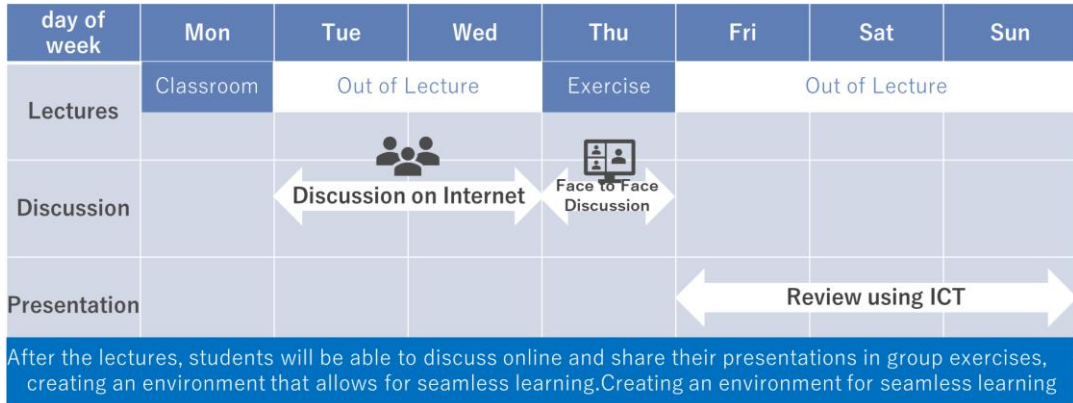 day of
week
Mon
Tue
Wed
Thu
Fri
Sat
Sun
Lectures
Classroom
Out of Lecture
Exercise
Out of Lecture
Discussion
Discussion on Internet
Face to Face
Discussion
Presentation
Review using ICT
After the lectures, students will be able to discuss online and share their presentations in group exercises,
creating an environment that allows for seamless learning.Creating an environment for seamless learning